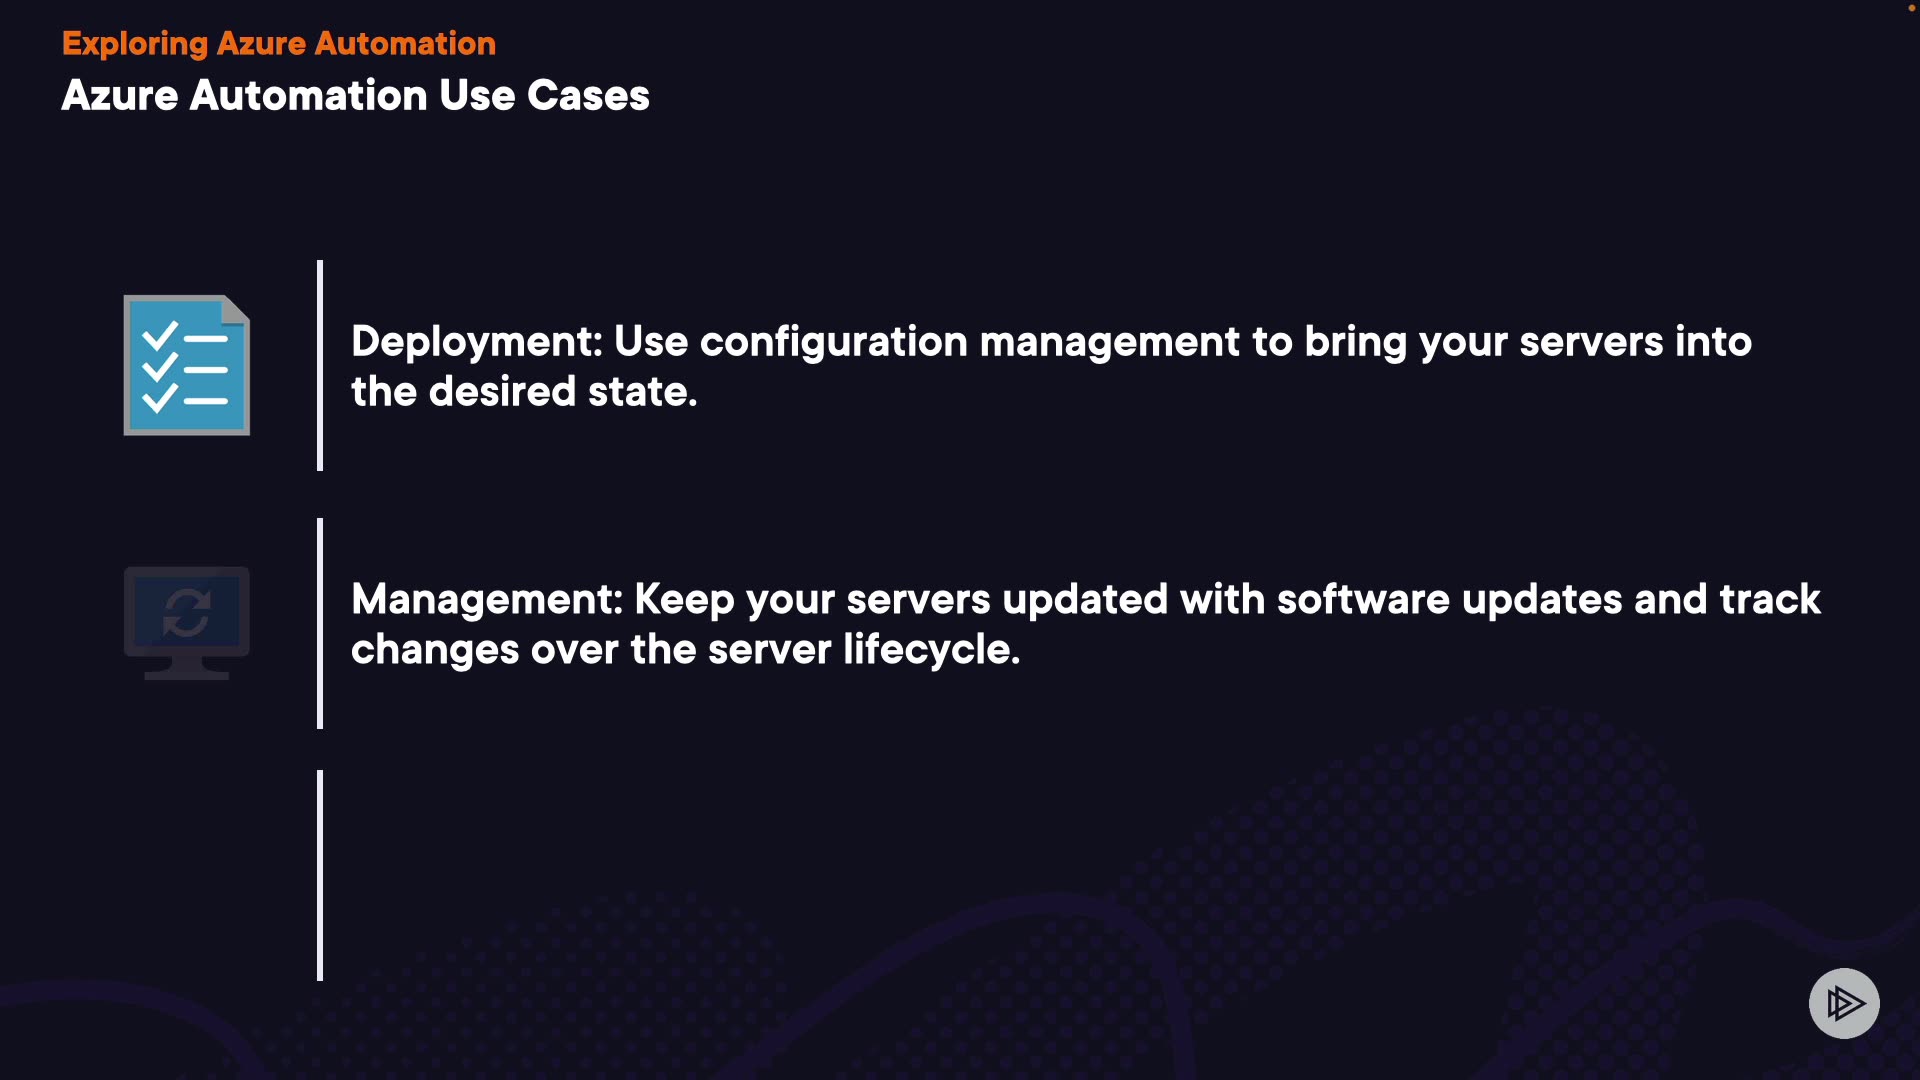 Exploring Azure Automation
Azure Automation Use Cases
Deployment: Use configuration management to bring your servers into
the desired state.
Management: Keep your servers updated with software updates and track
changes over the server lifecycle.